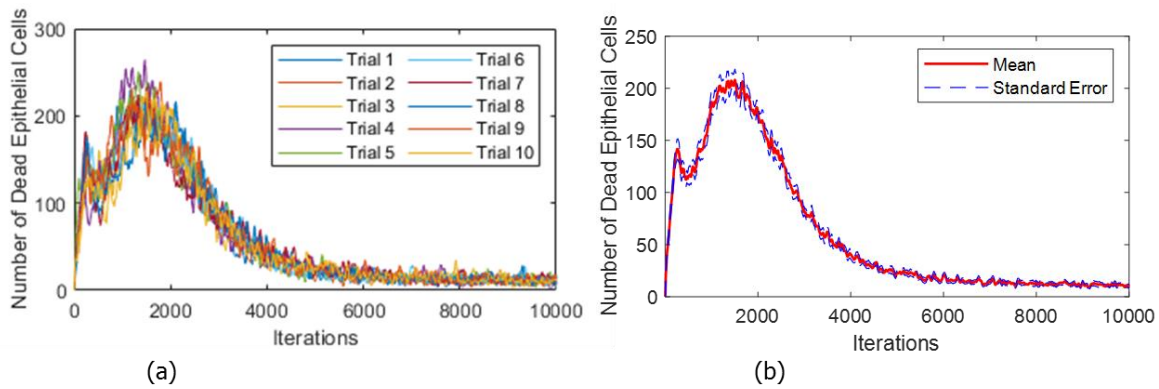 Number of Dead Epithelial Cells
300
200
100
0
Trial 1
Trial 2
Trial 3
Trial 4
Trial 5
Trial 6
Trial 7
Trial 8
Trial 9
Trial 10
0 2000 4000 6000 8000 10000
Iterations
(a)
Number of Dead Epithelial Cells
250
200
150
100
50
0
Mean
Standard Error
2000 4000 6000 8000 10000
Iterations
(b)